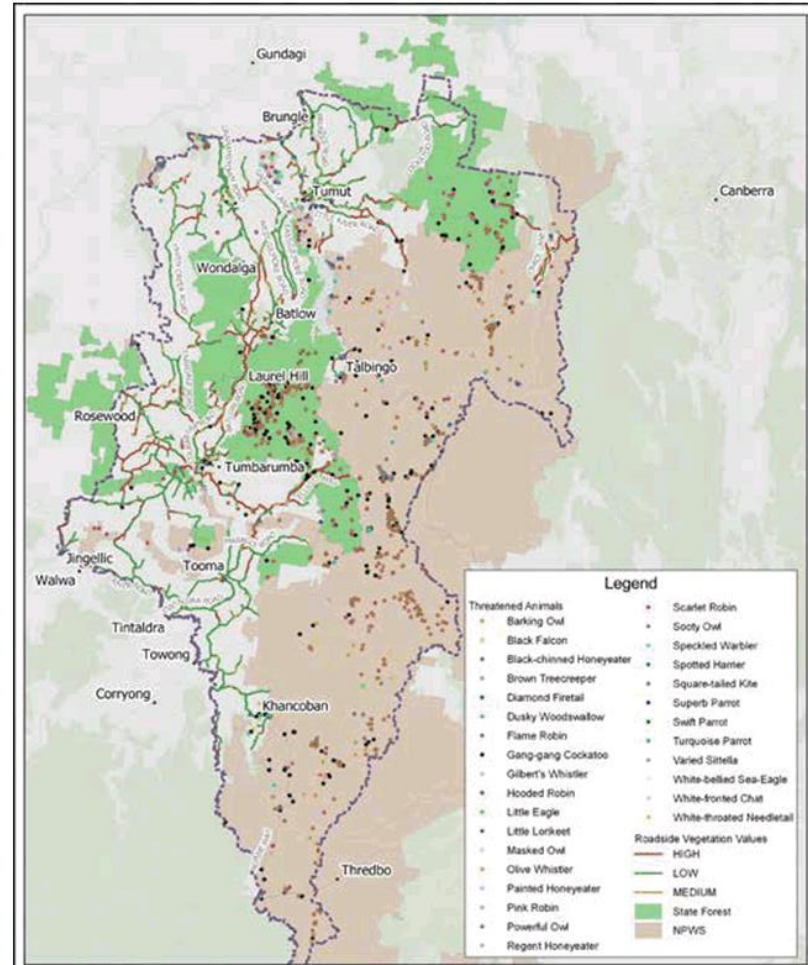 Gundagi
Brungle
Tumut
Canberra
Wondalga
Batlow
Talbingo
Laurel Hill
Rosewood
Tumbarumba
Jingellic
Walwa
Tooma
Tintaldra
Towong
Corryong
Khancoban
Thredbo
Legend
Threatened Animals
Barking Owl
Black Falcon
Black-chinned Honeyeater
Brown Treecreeper
Diamond Firetail
Dusky Woodswallow
Flame Robin
Gang-gang Cockatoo
Gilbert's Whistler
Hooded Robin
Little Eagle
Little Lorikeet
Masked Owl
Olive Whistler
Painted Honeyeater
Pink Robin
Powerful Owl
Regent Honeyeater
Scarlet Robin
Sooty Owl
Speckled Warbler
Spotted Harrier
Square-tailed Kite
Superb Parrot
Swift Parrot
Turquoise Parrot
Varied Sittella
White-bellied Sea-Eagle
White-fronted Chat
White-throated Needletail
Roadside Vegetation Values
HIGH
LOW
MEDIUM
State Forest
NPWS